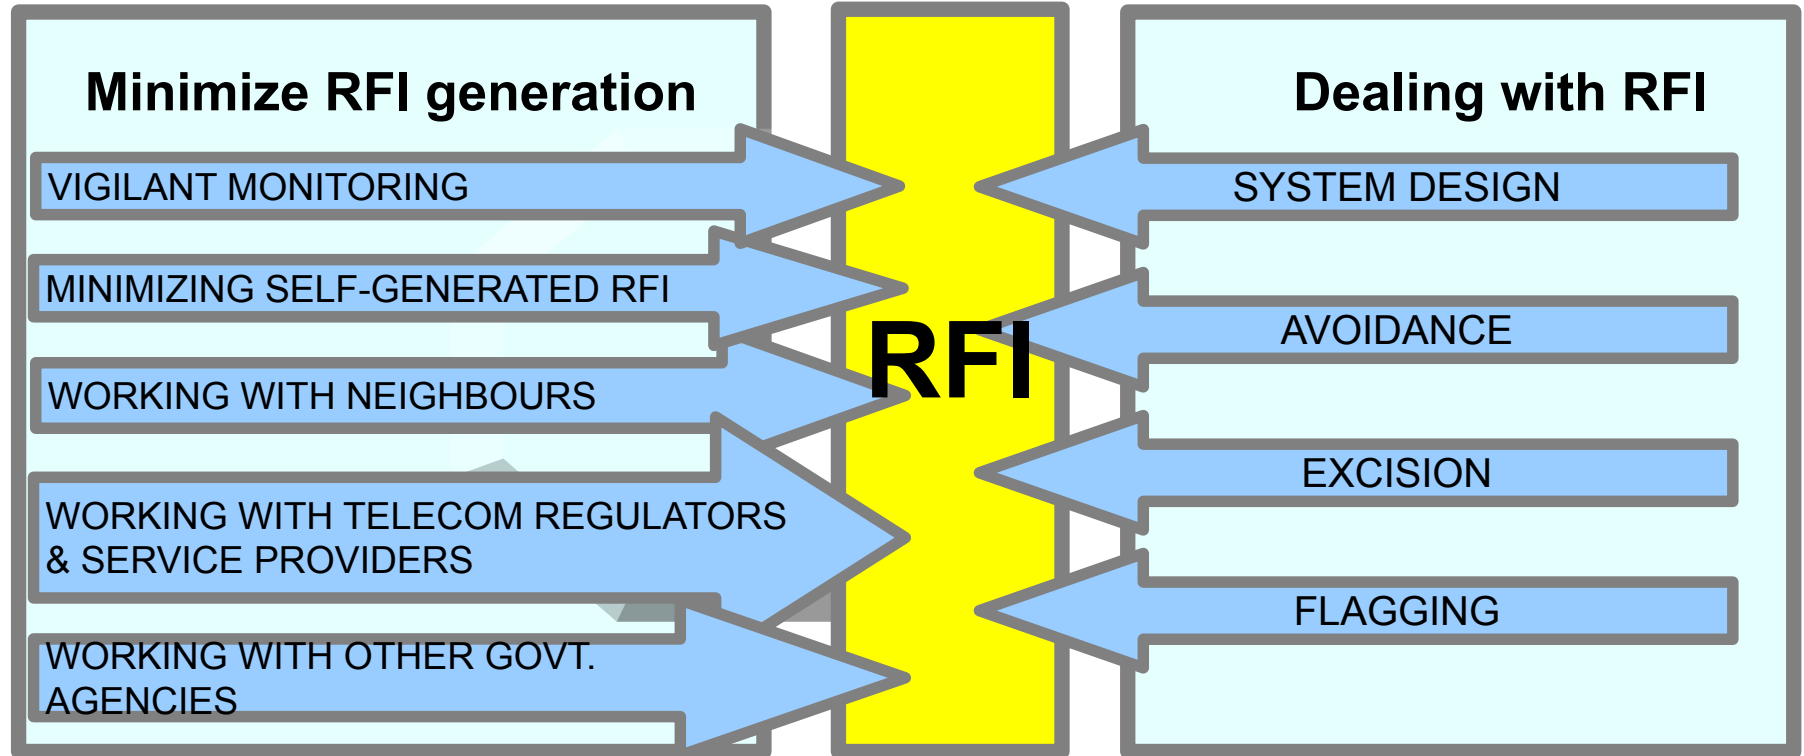 Minimize RFI generation
VIGILANT MONITORING
MINIMIZING SELF-GENERATED RFI
WORKING WITH NEIGHBOURS
WORKING WITH TELECOM REGULATORS
& SERVICE PROVIDERS
WORKING WITH OTHER GOVT.
AGENCIES
RFI
Dealing with RFI
SYSTEM DESIGN
AVOIDANCE
EXCISION
FLAGGING